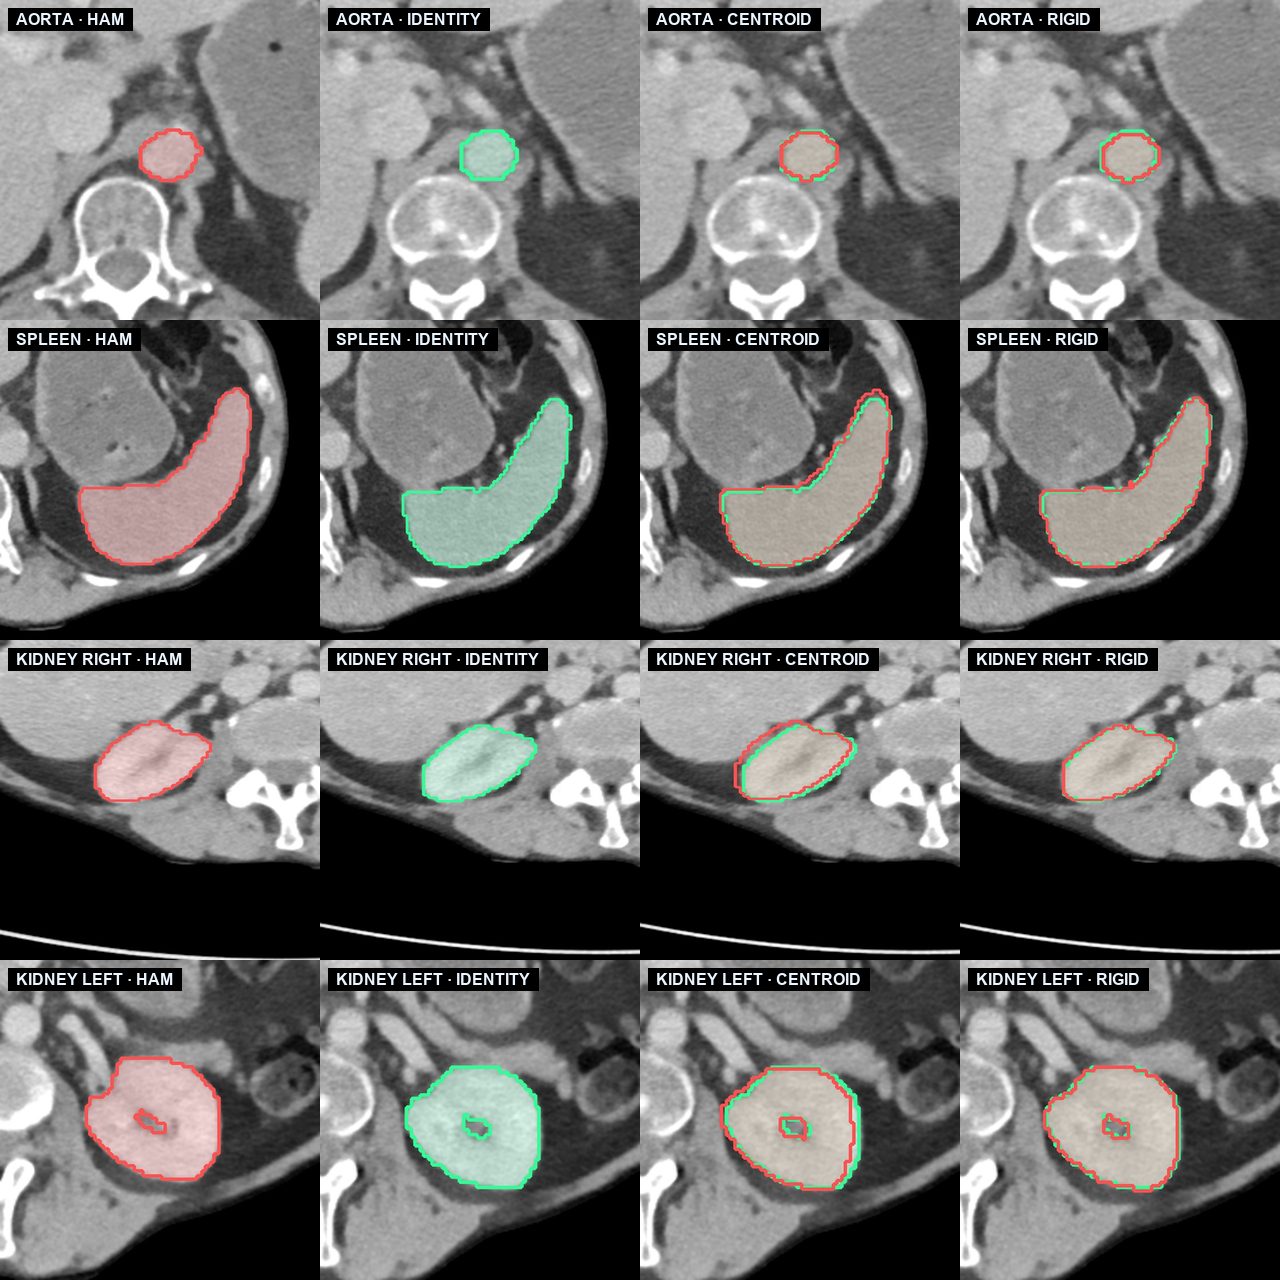 AORTA · HAM
AORTA · IDENTITY
AORTA · CENTROID
AORTA · RIGID
SPLEEN · HAM
SPLEEN · IDENTITY
SPLEEN · CENTROID
SPLEEN · RIGID
KIDNEY RIGHT · HAM
KIDNEY RIGHT · IDENTITY
KIDNEY RIGHT · CENTROID
KIDNEY RIGHT · RIGID
KIDNEY LEFT · HAM
KIDNEY LEFT · IDENTITY
KIDNEY LEFT · CENTROID
KIDNEY LEFT · RIGID